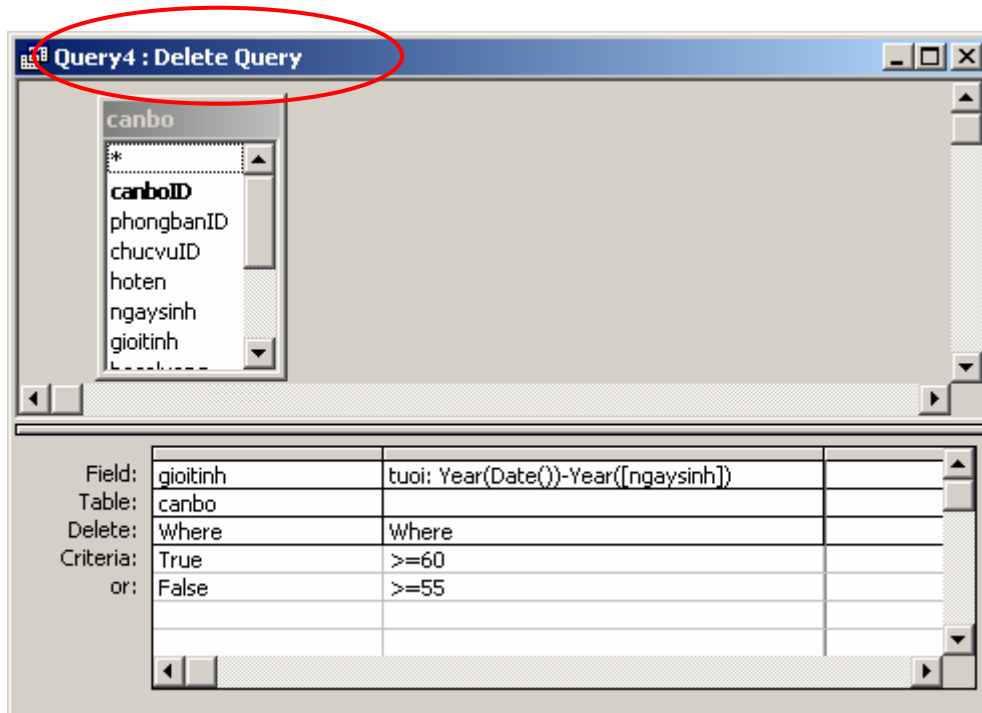 Query4 : Delete Query
canbo
*
canboID
phongbanID
chucvuID
hoten
ngaysinh
gioitinh
Field: gioitinh tuoi: Year(Date())-Year([ngaysinh])
Table: canbo
Delete: Where Where
Criteria: True >=60
or: False >=55